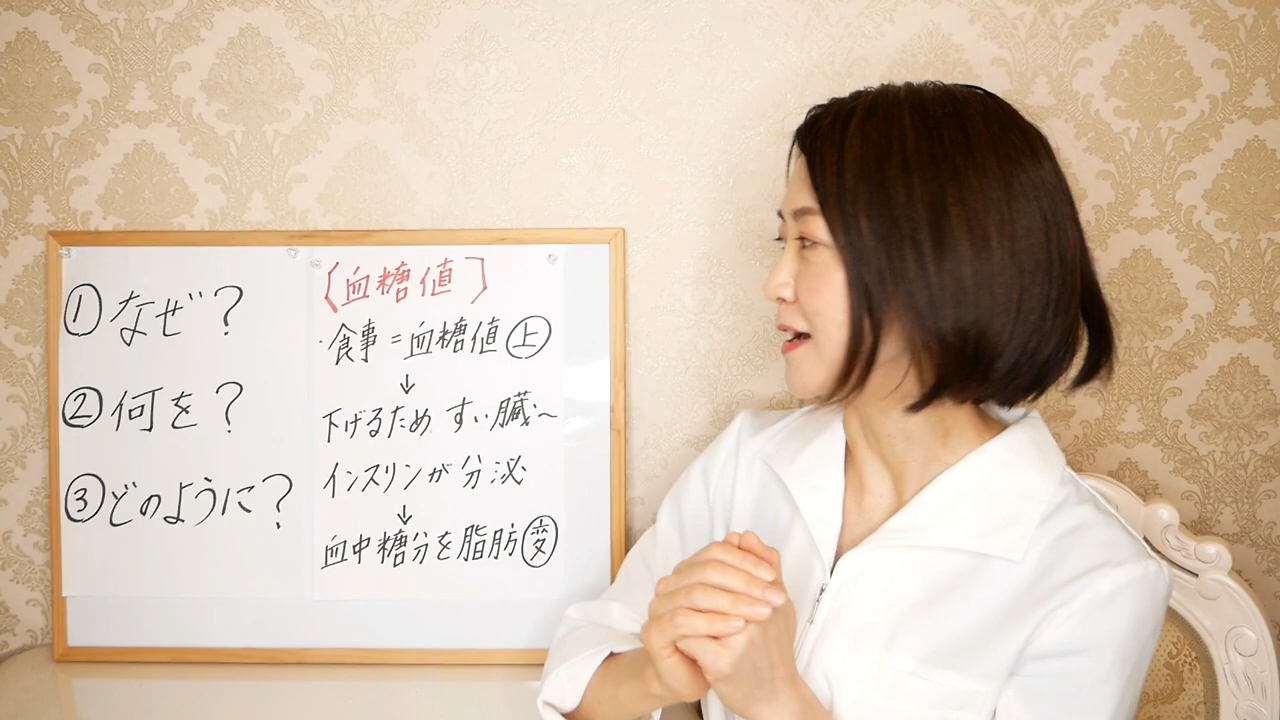 ①なぜ？
②何を？
③どのように？
［血糖値］
・食事＝血糖値㊤
↓
下げるため すい臓～
インスリンが分泌
↓
血中糖分を脂肪変